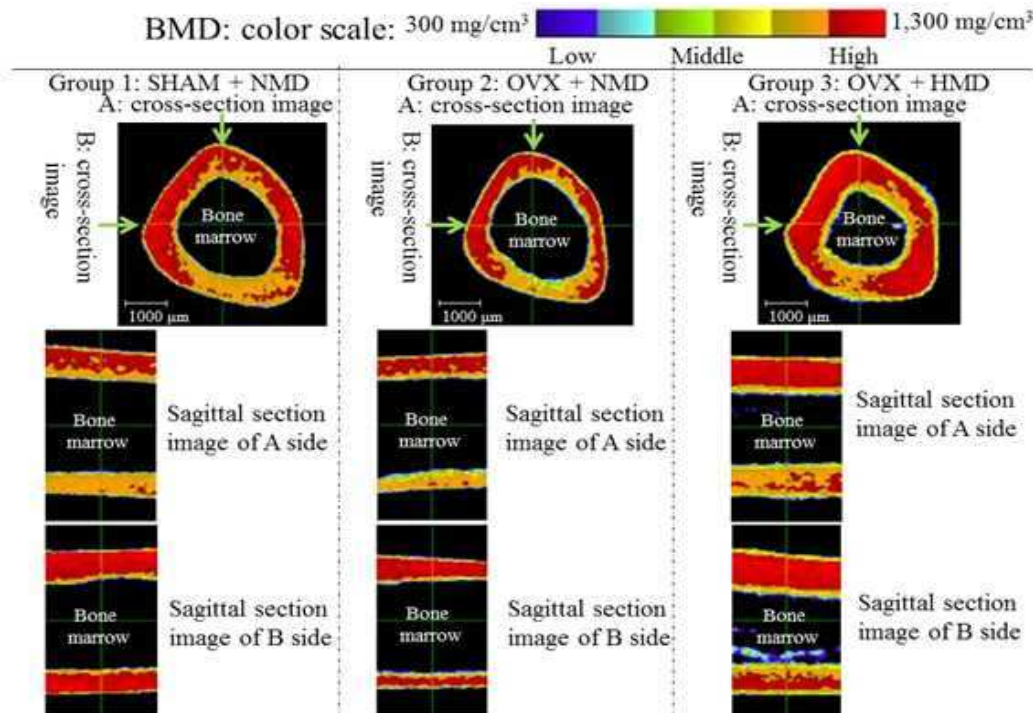 BMD: color scale: 300 mg/cm³ 1,300 mg/cm³
Low Middle High
Group 1: SHAM + NMD
A: cross-section image
B: cross-section
image
Bone
marrow
1000 μm
Bone
marrow
Sagittal section
image of A side
Bone
marrow
Sagittal section
image of B side
Group 2: OVX + NMD
A: cross-section image
B: cross-section
image
Bone
marrow
1000 μm
Bone
marrow
Sagittal section
image of A side
Bone
marrow
Sagittal section
image of B side
Group 3: OVX + HMD
A: cross-section image
B: cross-section
image
Bone
marrow
1000 μm
Bone
marrow
Sagittal section
image of A side
Bone
marrow
Sagittal section
image of B side